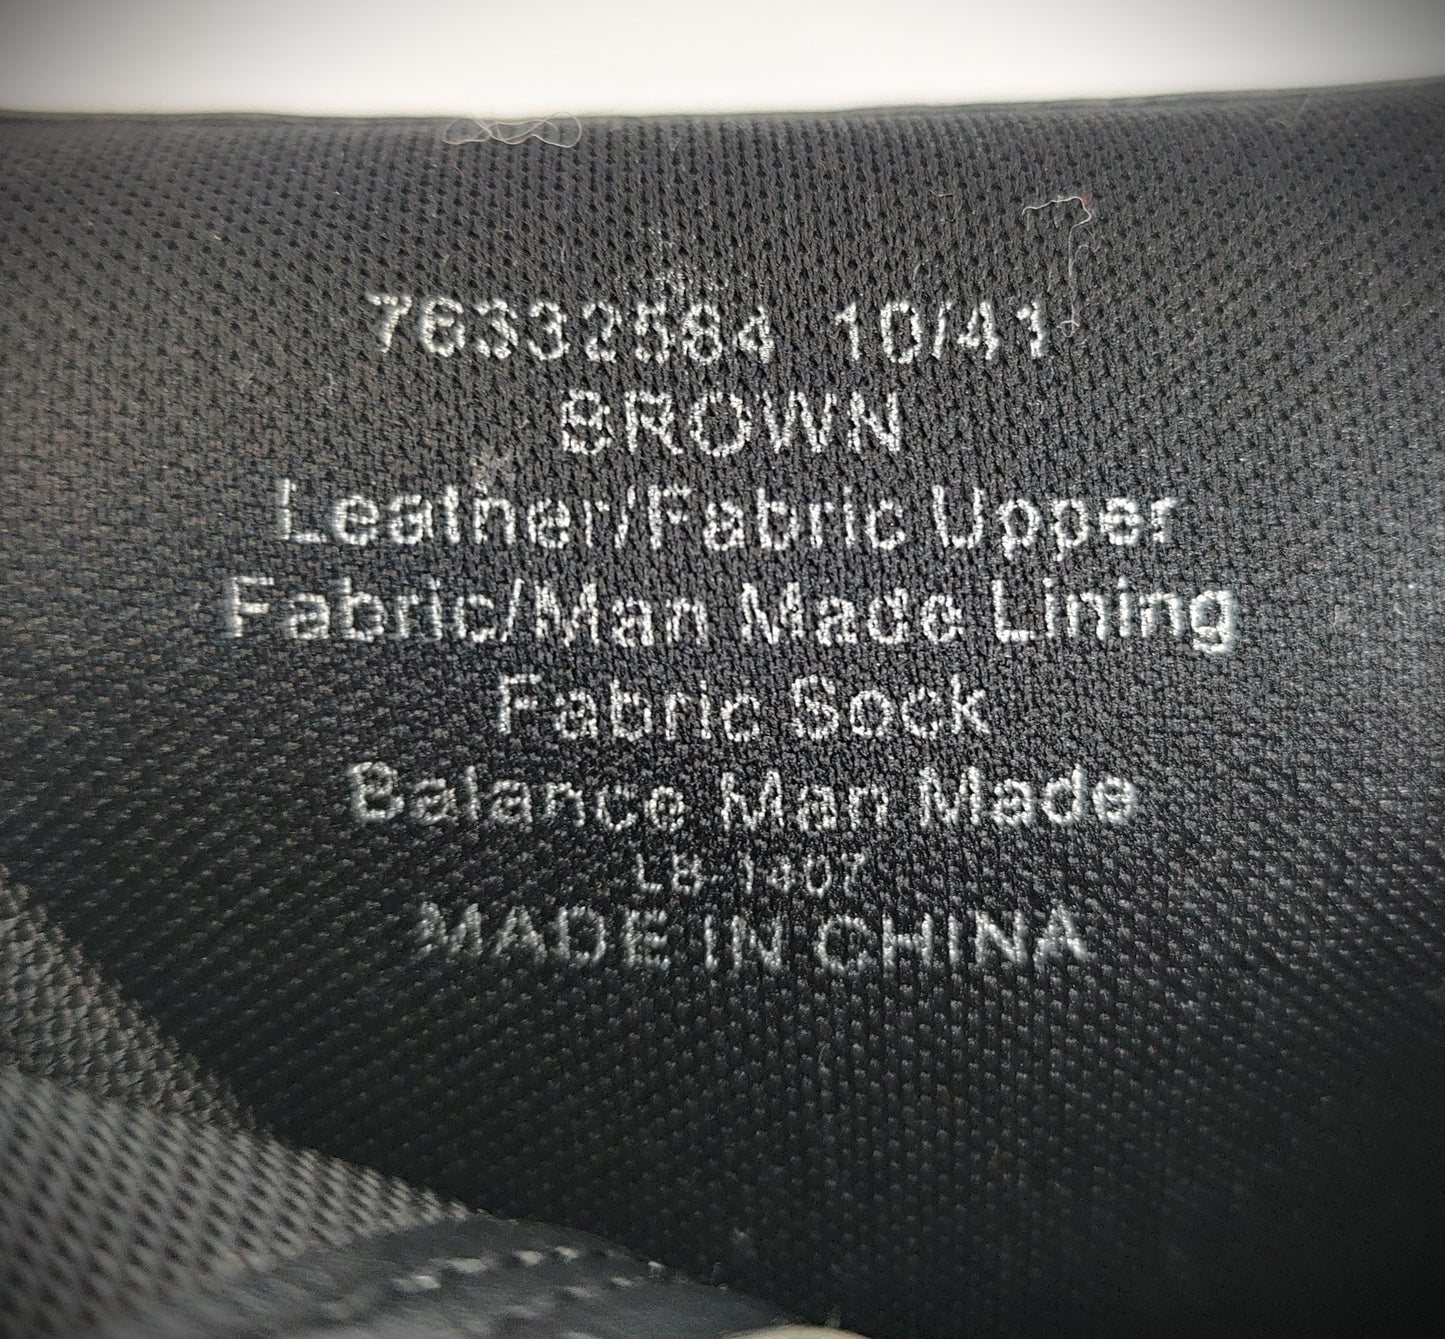 76332584 10/41
BROWN
Leather/Fabric Upper
Fabric/Man Made Lining
Fabric Sock
Balance Man Made
LB-1407
MADE IN CHINA